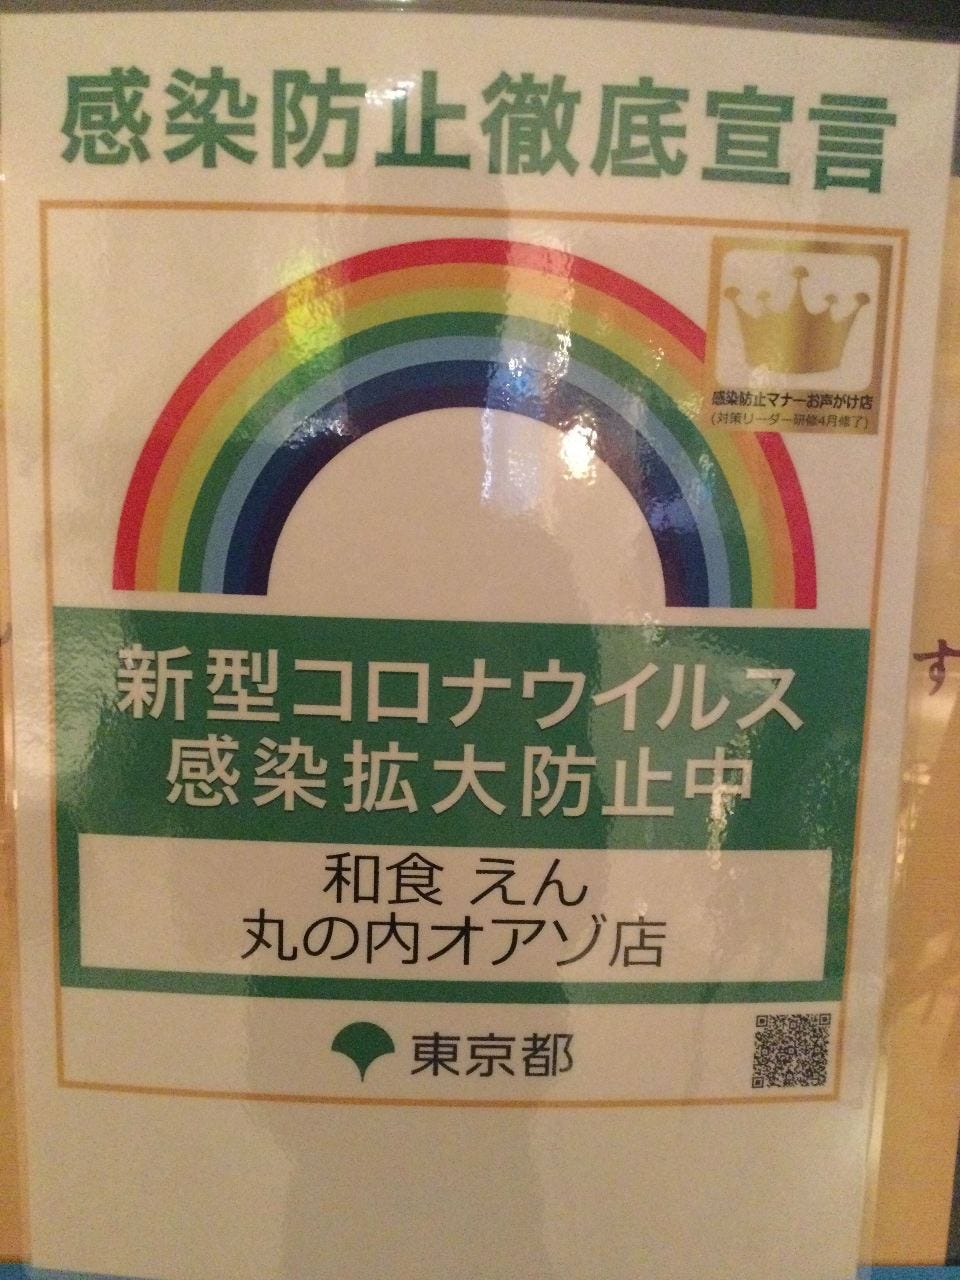 感染防止徹底宣言
感染防止マナーお声がけ店
(対策リーダー研修4月修了)
新型コロナウイルス
感染拡大防止中
和食 えん
丸の内オアゾ店
東京都
す